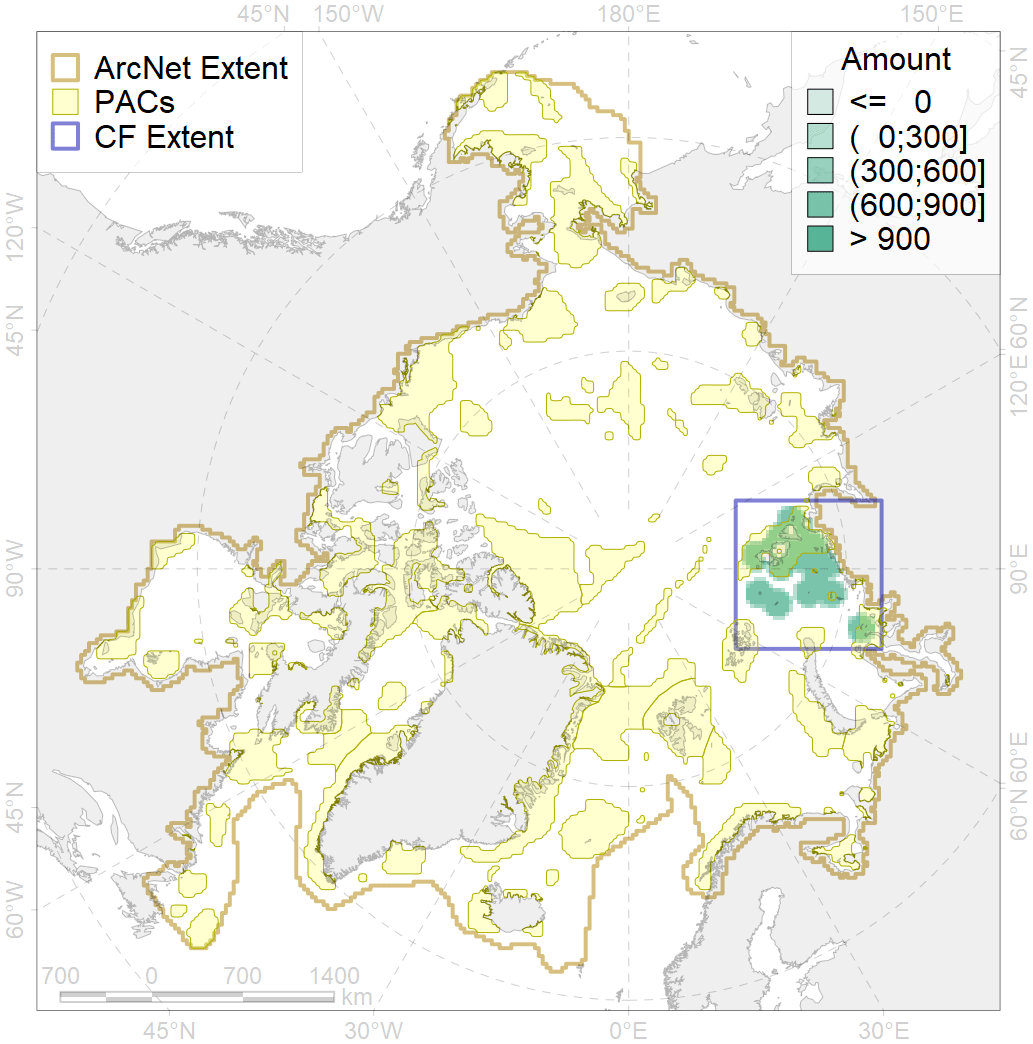 45°N 150°W 180°E 150°E
ArcNet Extent
PACs
CF Extent
Amount
<= 0
( 0;300]
(300;600]
(600;900]
> 900
45°N
120°W
60°N
45°N
120°E
90°W
90°E
60°E
45°N
60°N
60°W
700 0 700 1400
km
45°N 30°W 0°E 30°E